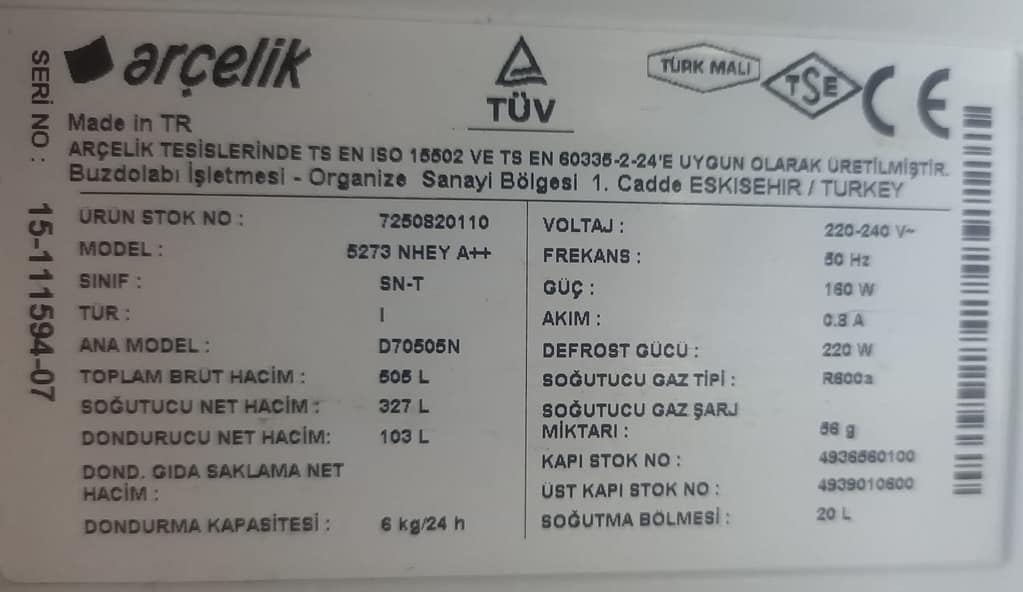 arçelik
TÜV
TÜRK MALI
TSE
CE
SERİ NO : 15-111594-07
Made in TR
ARÇELİK TESİSLERİNDE TS EN ISO 15502 VE TS EN 60335-2-24'E UYGUN OLARAK ÜRETİLMİŞTİR.
Buzdolabı İşletmesi - Organize Sanayi Bölgesi 1. Cadde ESKISEHIR / TURKEY
ÜRÜN STOK NO : 7250820110
MODEL : 5273 NHEY A++
SINIF : SN-T
TÜR : I
ANA MODEL : D70505N
TOPLAM BRÜT HACİM : 505 L
SOĞUTUCU NET HACİM : 327 L
DONDURUCU NET HACİM: 103 L
DOND. GIDA SAKLAMA NET
HACİM :
DONDURMA KAPASİTESİ : 6 kg/24 h
VOLTAJ : 220-240 V~
FREKANS : 50 Hz
GÜÇ : 160 W
AKIM : 0.8 A
DEFROST GÜCÜ : 220 W
SOĞUTUCU GAZ TİPİ : R600a
SOĞUTUCU GAZ ŞARJ
MİKTARI : 56 g
KAPI STOK NO : 4936560100
ÜST KAPI STOK NO : 4939010600
SOĞUTMA BÖLMESİ : 20 L